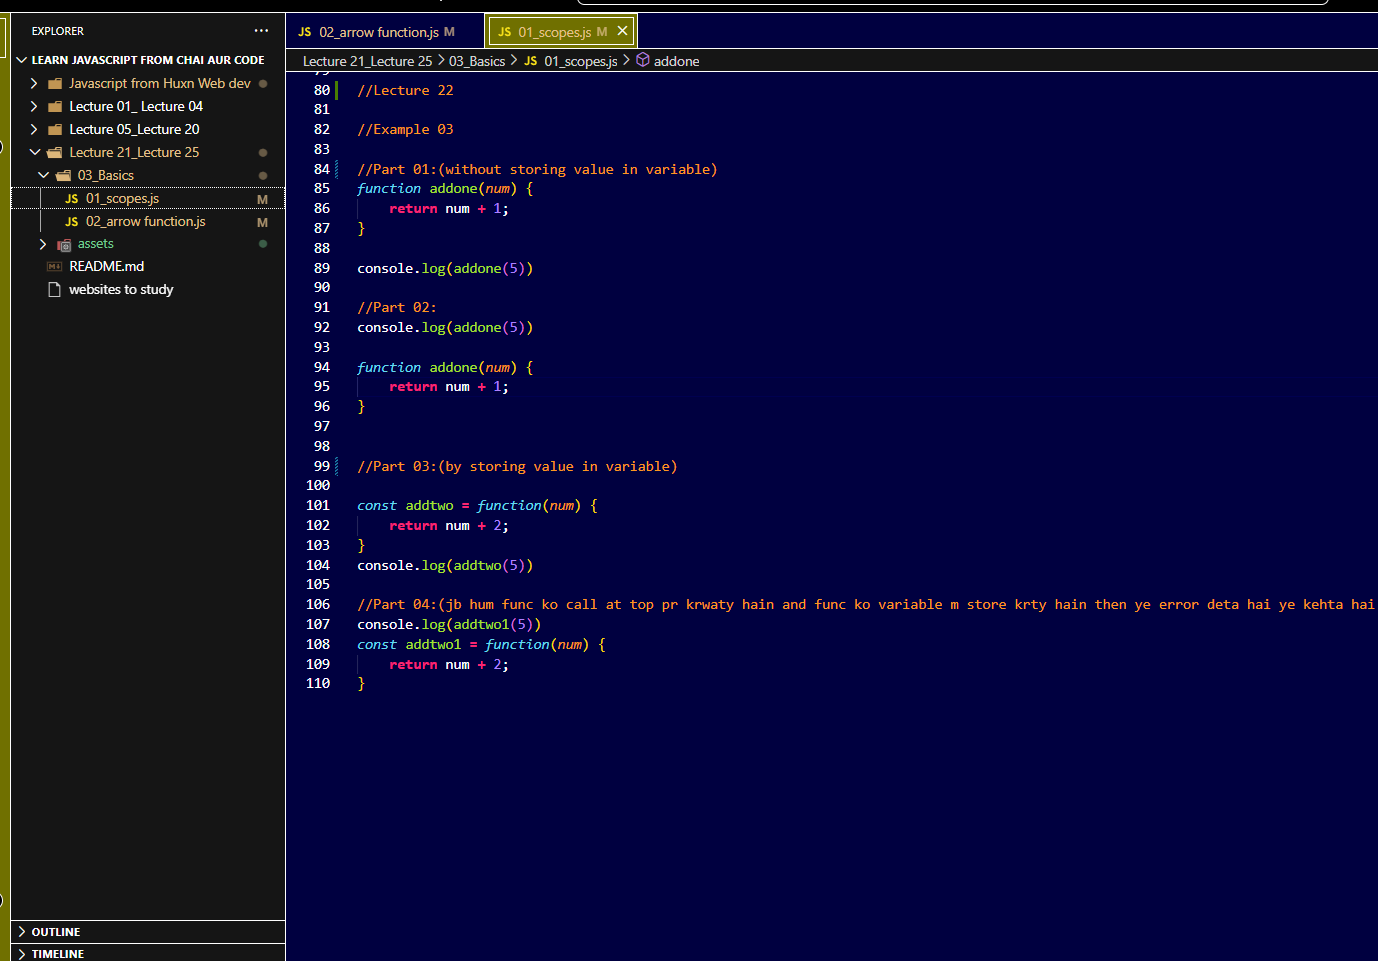 EXPLORER
LEARN JAVASCRIPT FROM CHAI AUR CODE
Javascript from Huxn Web dev
Lecture 01_ Lecture 04
Lecture 05_Lecture 20
Lecture 21_Lecture 25
03_Basics
JS 01_scopes.js M
JS 02_arrow function.js M
assets
README.md
websites to study
OUTLINE
TIMELINE
JS 02_arrow function.js M
JS 01_scopes.js M
Lecture 21_Lecture 25 > 03_Basics > JS 01_scopes.js > addone
80 //Lecture 22
81
82 //Example 03
83
84 //Part 01:(without storing value in variable)
85 function addone(num) {
86 return num + 1;
87 }
88
89 console.log(addone(5))
90
91 //Part 02:
92 console.log(addone(5))
93
94 function addone(num) {
95 return num + 1;
96 }
97
98
99 //Part 03:(by storing value in variable)
100
101 const addtwo = function(num) {
102 return num + 2;
103 }
104 console.log(addtwo(5))
105
106 //Part 04:(jb hum func ko call at top pr krwaty hain and func ko variable m store krty hain then ye error deta hai ye kehta hai
107 console.log(addtwo1(5))
108 const addtwo1 = function(num) {
109 return num + 2;
110 }